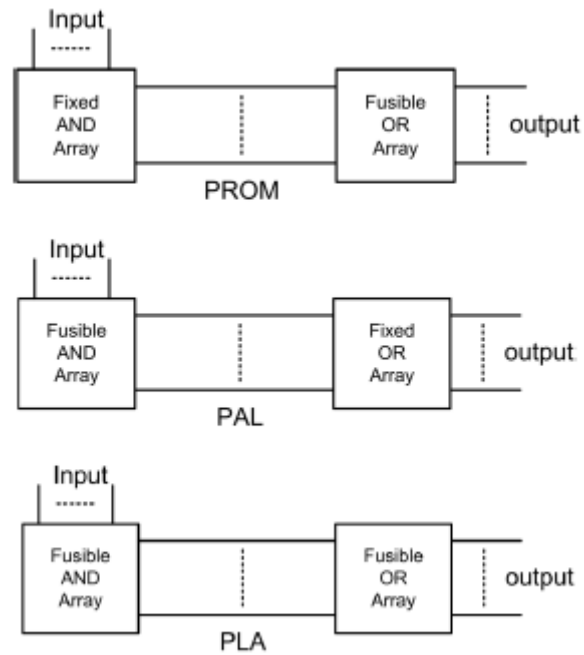 Input
Fixed
AND
Array
Fusible
OR
Array
output
PROM
Input
Fusible
AND
Array
Fixed
OR
Array
output
PAL
Input
Fusible
AND
Array
Fusible
OR
Array
output
PLA